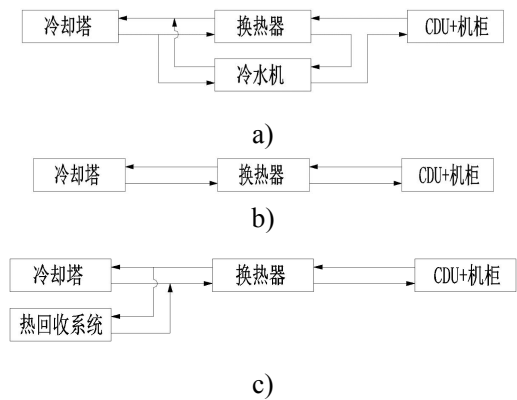 冷却塔 换热器 CDU+机柜
冷水机
a)
冷却塔 换热器 CDU+机柜
b)
冷却塔 换热器 CDU+机柜
热回收系统
c)